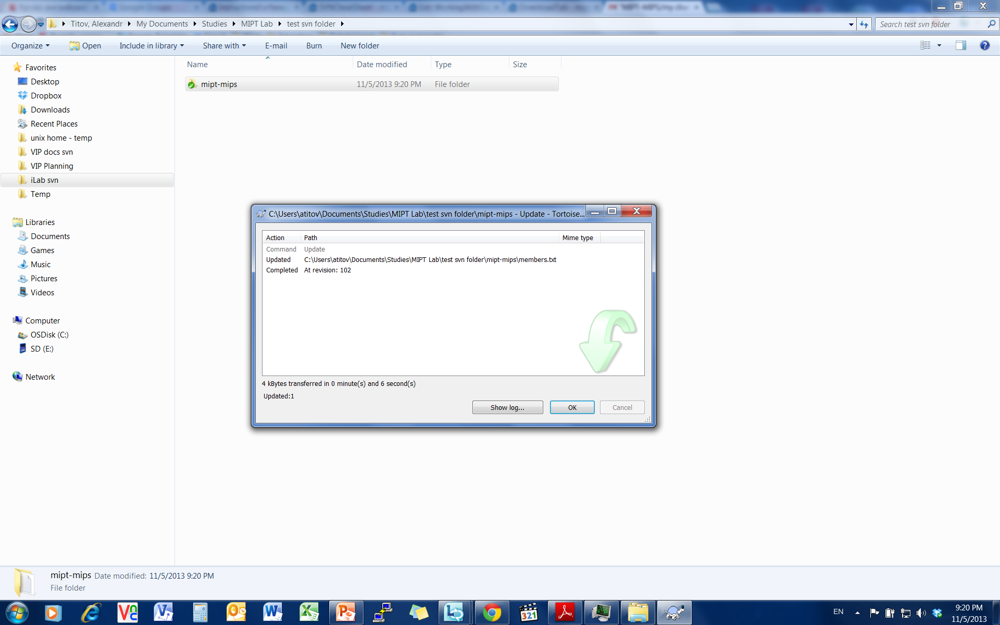 Titov, Alexandr
My Documents
Studies
MIPT Lab
test svn folder
Search test svn folder
Organize
Open
Include in library
Share with
E-mail
Burn
New folder
Favorites
Desktop
Dropbox
Downloads
Recent Places
unix home - temp
VIP docs svn
VIP Planning
iLab svn
Temp
Libraries
Documents
Games
Music
Pictures
Videos
Computer
OSDisk (C:)
SD (E:)
Network
Name Date modified Type Size
mipt-mips 11/5/2013 9:20 PM File folder
C:\Users\atitov\Documents\Studies\MIPT Lab\test svn folder\mipt-mips - Update - Tortoise...
Action Path Mime type
Command Update
Updated C:\Users\atitov\Documents\Studies\MIPT Lab\test svn folder\mipt-mips\members.txt
Completed At revision: 102
4 kBytes transferred in 0 minute(s) and 6 second(s)
Updated:1
Show log...
OK
Cancel
mipt-mips Date modified: 11/5/2013 9:20 PM
File folder
321
EN
9:20 PM
11/5/2013